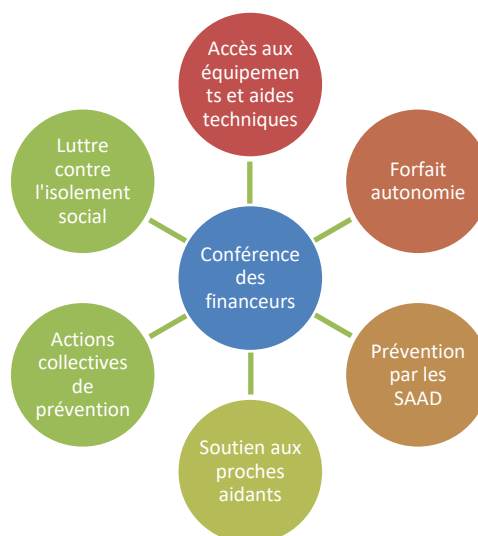 Accès aux
équipemen
ts et aides
techniques
Forfait
autonomie
Prévention
par les
SAAD
Soutien aux
proches
aidants
Actions
collectives
de
prévention
Luttre
contre
l'isolement
social
Conférence
des
financeurs